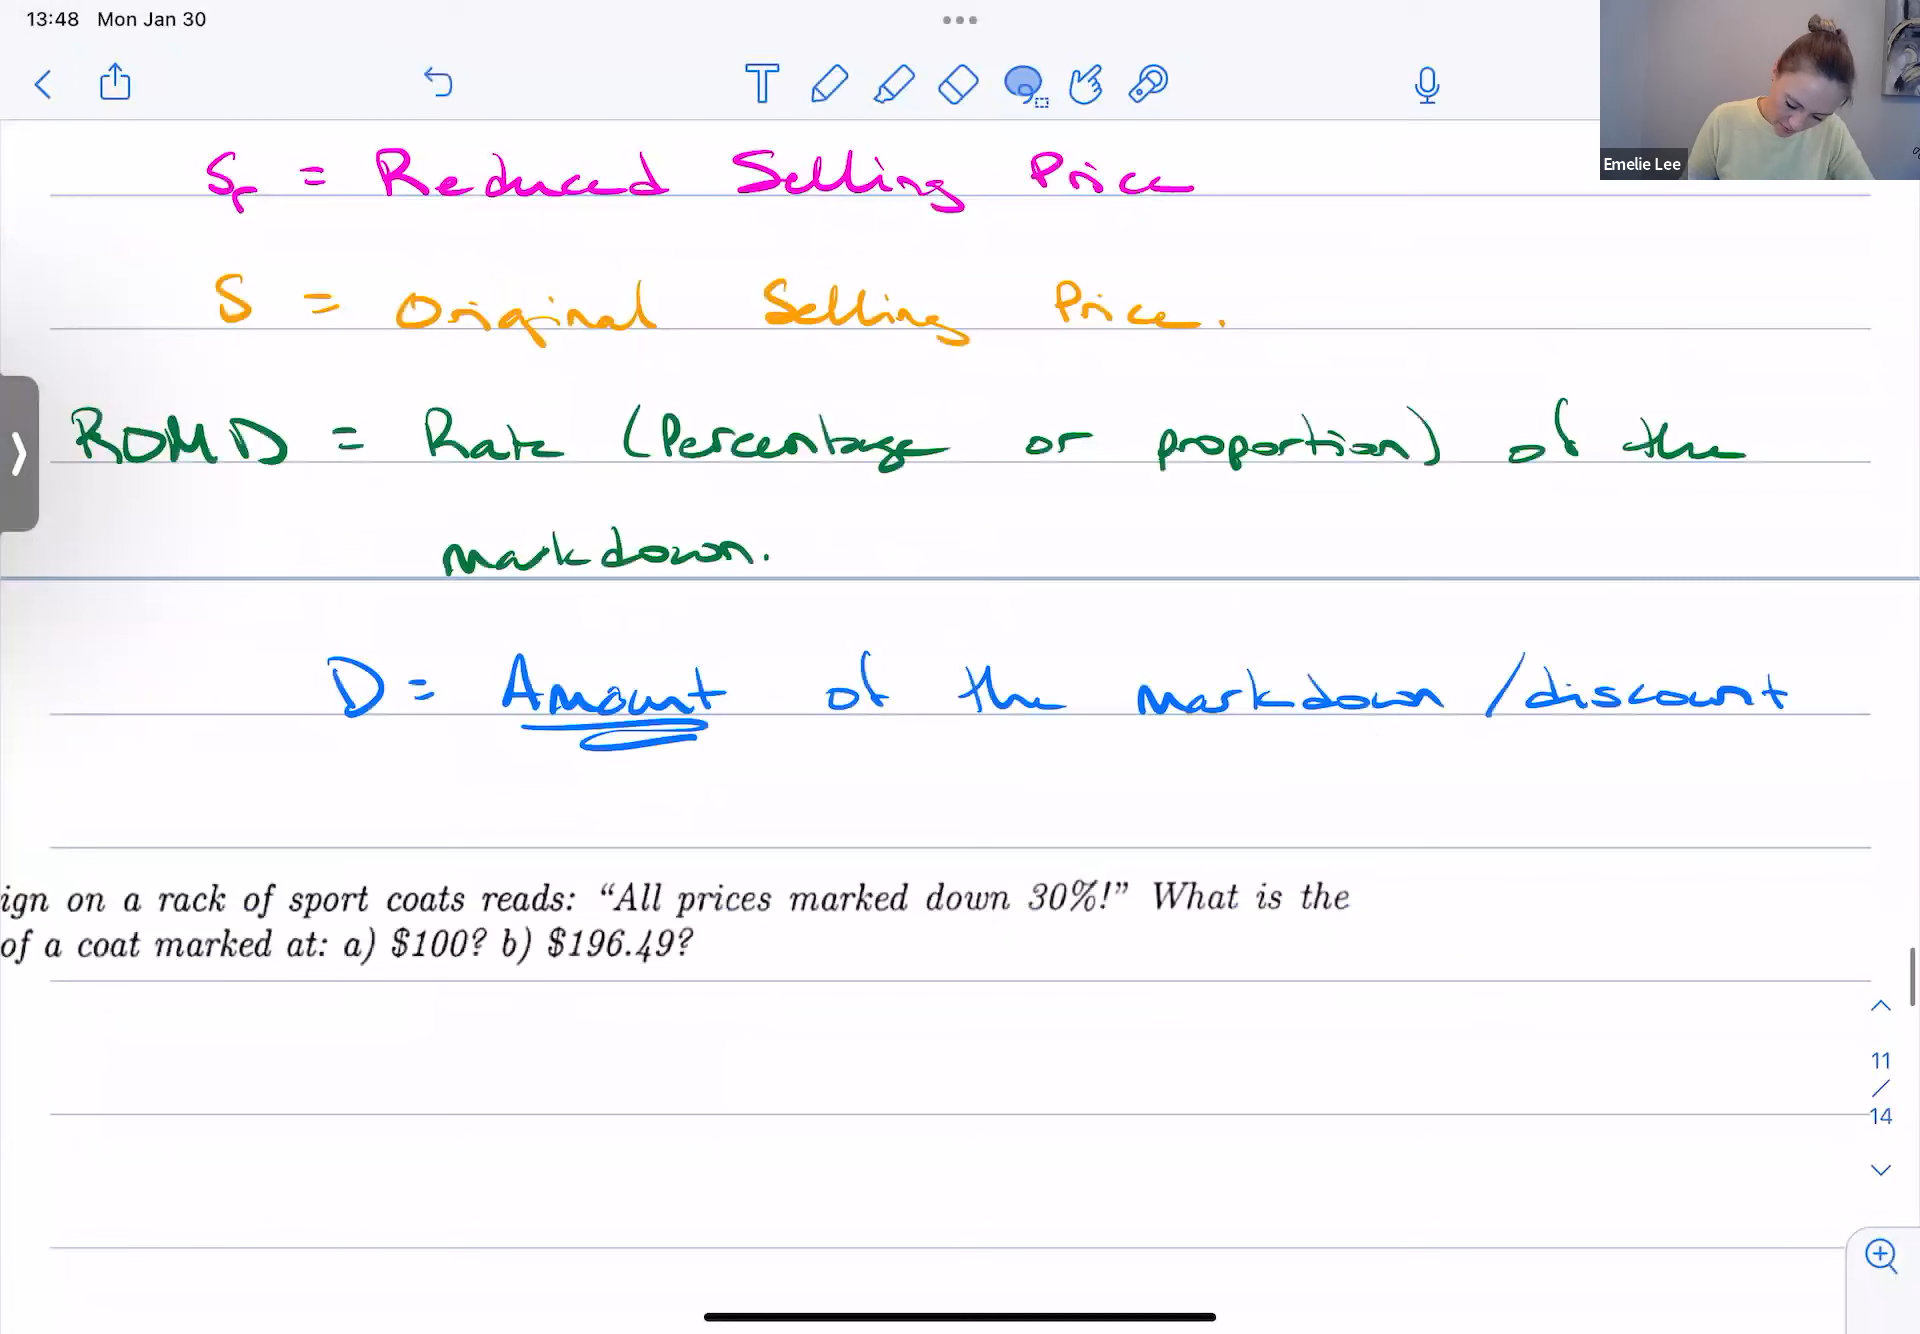 13:48 Mon Jan 30
Emelie Lee
Sr = Reduced Selling Price
S = Original Selling Price.
ROMD = Rate (Percentage or proportion) of the
markdown.
D = Amount of the markdown / discount
ign on a rack of sport coats reads: “All prices marked down 30%!” What is the
of a coat marked at: a) $100? b) $196.49?
11
/
14